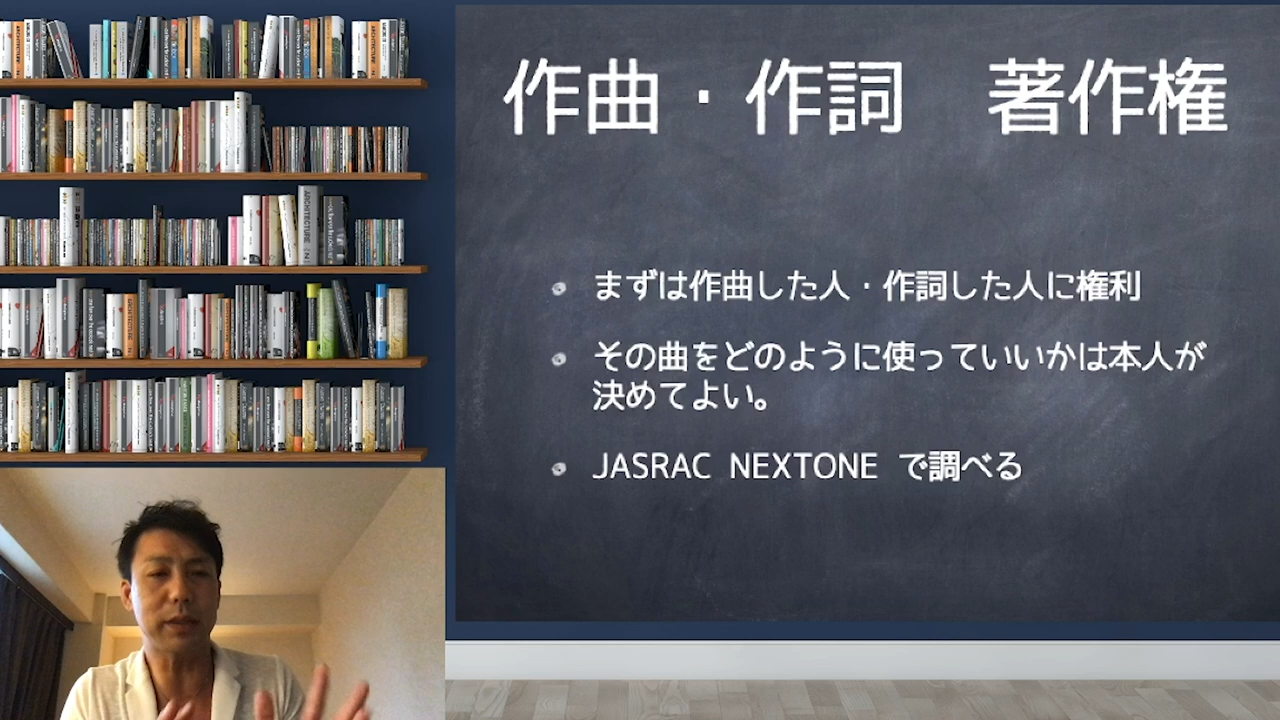 作曲・作詞　著作権
まずは作曲した人・作詞した人に権利
その曲をどのように使っていいかは本人が
決めてよい。
JASRAC NEXTONE で調べる
ARCHITECTURE